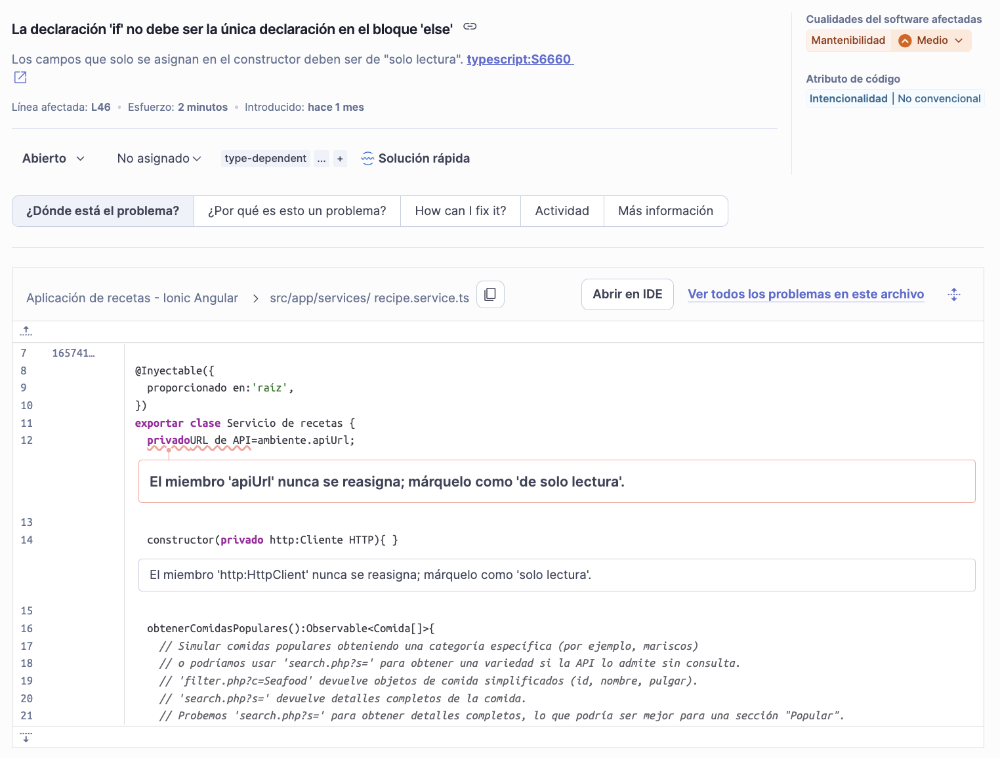 La declaración 'if' no debe ser la única declaración en el bloque 'else'
Los campos que solo se asignan en el constructor deben ser de "solo lectura". typescript:S6660
Línea afectada: L46 • Esfuerzo: 2 minutos • Introducido: hace 1 mes
Cualidades del software afectadas
Mantenibilidad Medio
Atributo de código
Intencionalidad | No convencional
Abierto No asignado type-dependent ... + Solución rápida
¿Dónde está el problema? ¿Por qué es esto un problema? How can I fix it? Actividad Más información
Aplicación de recetas - Ionic Angular > src/app/services/ recipe.service.ts Abrir en IDE Ver todos los problemas en este archivo
7 165741…
8 @Inyectable({
9 proporcionado en:'raíz',
10 })
11 exportar clase Servicio de recetas {
12 privadoURL de API=ambiente.apiUrl;
El miembro 'apiUrl' nunca se reasigna; márquelo como 'de solo lectura'.
13
14 constructor(privado http:Cliente HTTP){ }
El miembro 'http:HttpClient' nunca se reasigna; márquelo como 'solo lectura'.
15
16 obtenerComidasPopulares():Observable<Comida[]>{
17 // Simular comidas populares obteniendo una categoría específica (por ejemplo, mariscos)
18 // o podríamos usar 'search.php?s=' para obtener una variedad si la API lo admite sin consulta.
19 // 'filter.php?c=Seafood' devuelve objetos de comida simplificados (id, nombre, pulgar).
20 // 'search.php?s=' devuelve detalles completos de la comida.
21 // Probemos 'search.php?s=' para obtener detalles completos, lo que podría ser mejor para una sección "Popular".